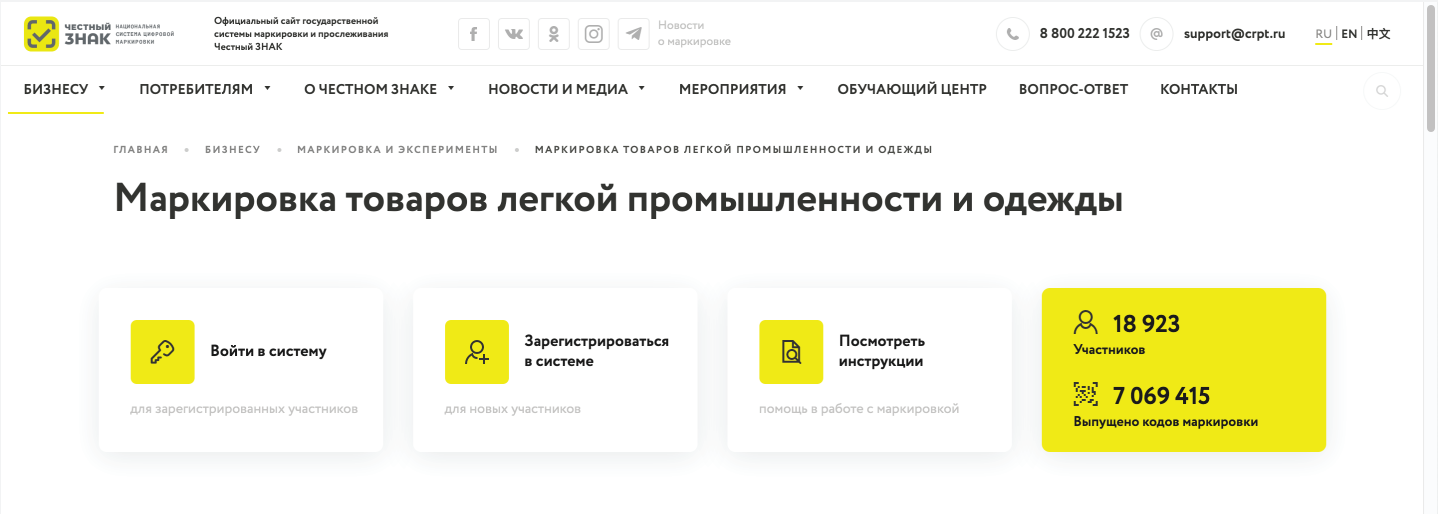 ЧЕСТНЫЙ
ЗНАК
НАЦИОНАЛЬНАЯ
СИСТЕМА ЦИФРОВОЙ
МАРКИРОВКИ
Официальный сайт государственной
системы маркировки и прослеживания
Честный ЗНАК
Новости
о маркировке
8 800 222 1523
support@crpt.ru
RU | EN | 中文
БИЗНЕСУ ПОТРЕБИТЕЛЯМ О ЧЕСТНОМ ЗНАКЕ НОВОСТИ И МЕДИА МЕРОПРИЯТИЯ ОБУЧАЮЩИЙ ЦЕНТР ВОПРОС-ОТВЕТ КОНТАКТЫ
ГЛАВНАЯ • БИЗНЕСУ • МАРКИРОВКА И ЭКСПЕРИМЕНТЫ • МАРКИРОВКА ТОВАРОВ ЛЕГКОЙ ПРОМЫШЛЕННОСТИ И ОДЕЖДЫ
Маркировка товаров легкой промышленности и одежды
Войти в систему
для зарегистрированных участников
Зарегистрироваться
в системе
для новых участников
Посмотреть
инструкции
помощь в работе с маркировкой
18 923
Участников
7 069 415
Выпущено кодов маркировки